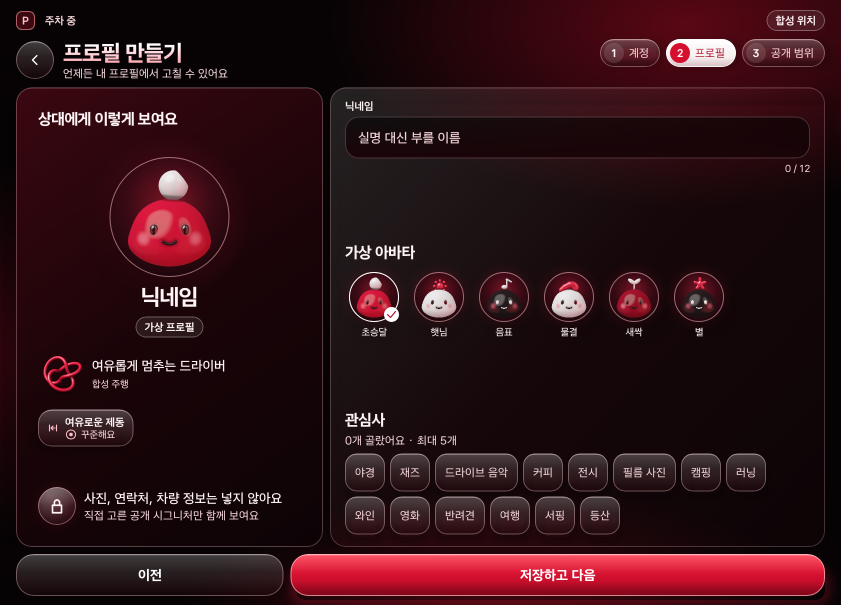 P 주차 중
합성 위치
프로필 만들기
언제든 내 프로필에서 고칠 수 있어요
1 계정
2 프로필
3 공개 범위
상대에게 이렇게 보여요
닉네임
가상 프로필
여유롭게 멈추는 드라이버
합성 주행
여유로운 제동
꾸준해요
사진, 연락처, 차량 정보는 넣지 않아요
직접 고른 공개 시그니처만 함께 보여요
닉네임
실명 대신 부를 이름
0 / 12
가상 아바타
초승달
햇님
음표
물결
새싹
별
관심사
0개 골랐어요 · 최대 5개
야경
재즈
드라이브 음악
커피
전시
필름 사진
캠핑
러닝
와인
영화
반려견
여행
서핑
등산
이전
저장하고 다음